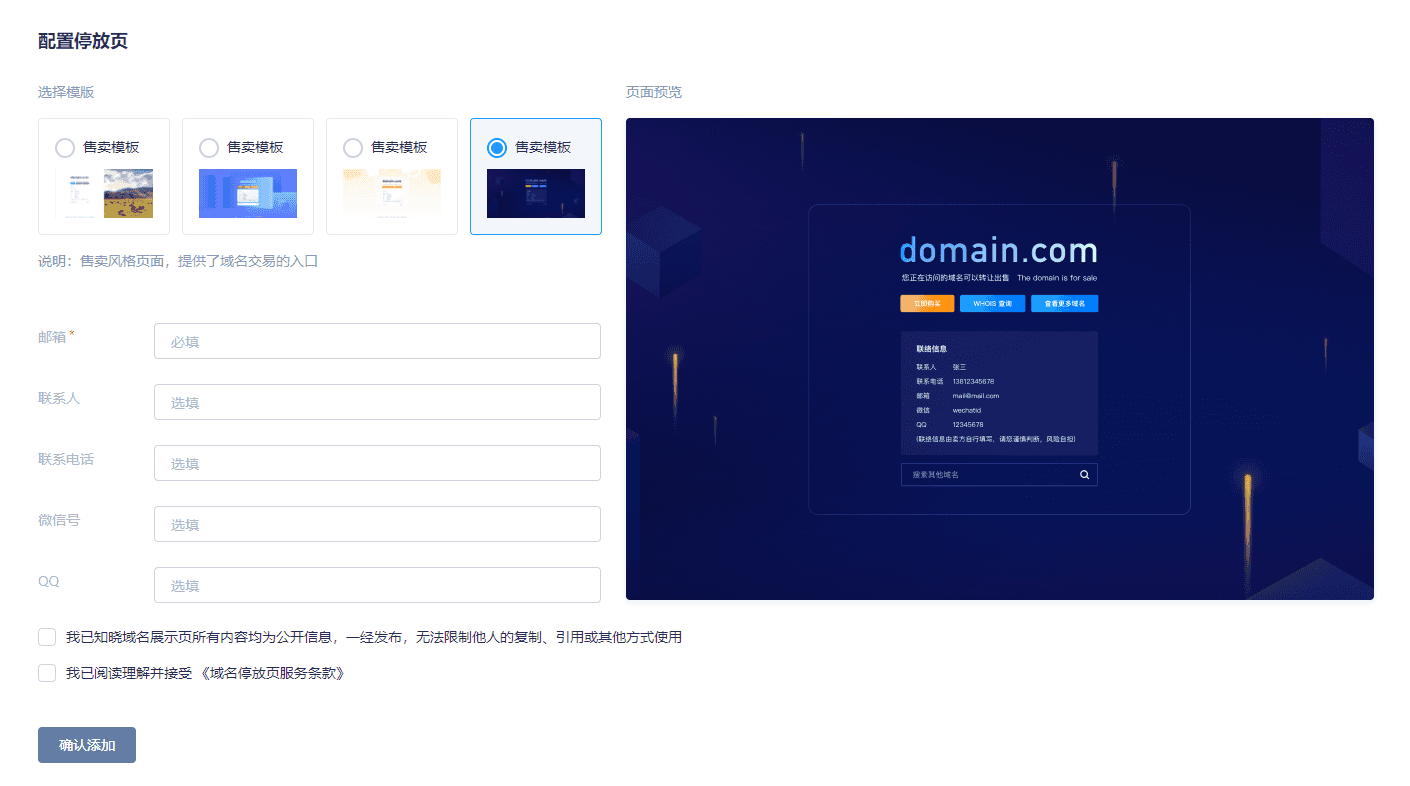 配置停放页
选择模版
售卖模板
售卖模板
售卖模板
售卖模板
说明：售卖风格页面，提供了域名交易的入口
邮箱 *
必填
联系人
选填
联系电话
选填
微信号
选填
QQ
选填
页面预览
domain.com
您正在访问的域名可以转让出售 The domain is for sale
立即购买 WHOIS 查询 查看更多域名
联络信息
联系人 张三
联系电话 13812345678
邮箱 mail@mail.com
微信 wechatid
QQ 12345678
(联络信息由卖方自行填写，请您谨慎判断，风险自担)
搜索其他域名
我已知晓域名展示页所有内容均为公开信息，一经发布，无法限制他人的复制、引用或其他方式使用
我已阅读理解并接受 《域名停放页服务条款》
确认添加